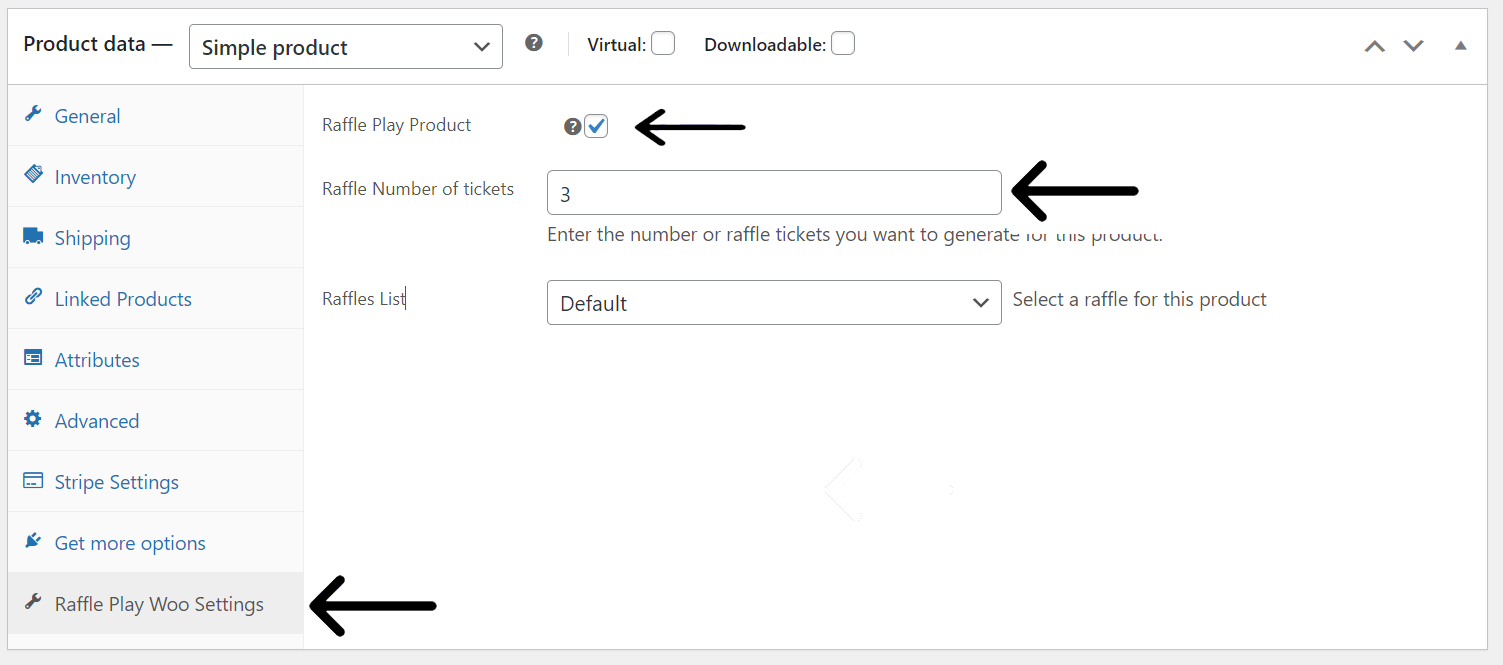 Product data — Simple product ? Virtual: Downloadable:
General
Inventory
Shipping
Linked Products
Attributes
Advanced
Stripe Settings
Get more options
Raffle Play Woo Settings
Raffle Play Product ?
Raffle Number of tickets 3
Enter the number or raffle tickets you want to generate for this product.
Raffles List Default Select a raffle for this product